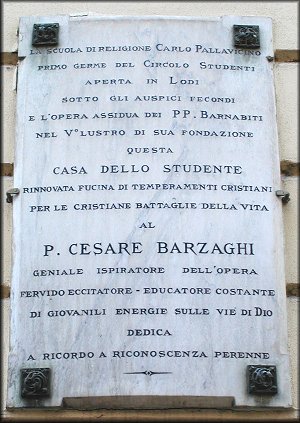 LA SCUOLA DI RELIGIONE CARLO PALLAVICINO
PRIMO GERME DEL CIRCOLO STUDENTI
APERTA IN LODI
SOTTO GLI AUSPICI FECONDI
E L'OPERA ASSIDUA DEI PP. BARNABITI
NEL V° LUSTRO DI SUA FONDAZIONE
QUESTA
CASA DELLO STUDENTE
RINNOVATA FUCINA DI TEMPERAMENTI CRISTIANI
PER LE CRISTIANE BATTAGLIE DELLA VITA
AL
P. CESARE BARZAGHI
GENIALE ISPIRATORE DELL'OPERA
FERVIDO ECCITATORE - EDUCATORE COSTANTE
DI GIOVANILI ENERGIE SULLE VIE DI DIO
DEDICA
A RICORDO A RICONOSCENZA PERENNE